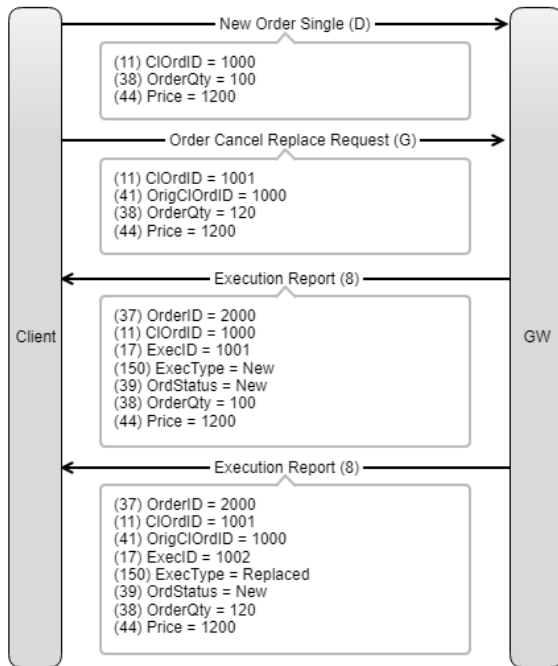 New Order Single (D)
(11) ClOrdID = 1000
(38) OrderQty = 100
(44) Price = 1200
Order Cancel Replace Request (G)
(11) ClOrdID = 1001
(41) OrigClOrdID = 1000
(38) OrderQty = 120
(44) Price = 1200
Execution Report (8)
Client
GW
(37) OrderID = 2000
(11) ClOrdID = 1000
(17) ExecID = 1001
(150) ExecType = New
(39) OrdStatus = New
(38) OrderQty = 100
(44) Price = 1200
Execution Report (8)
(37) OrderID = 2000
(11) ClOrdID = 1001
(41) OrigClOrdID = 1000
(17) ExecID = 1002
(150) ExecType = Replaced
(39) OrdStatus = New
(38) OrderQty = 120
(44) Price = 1200